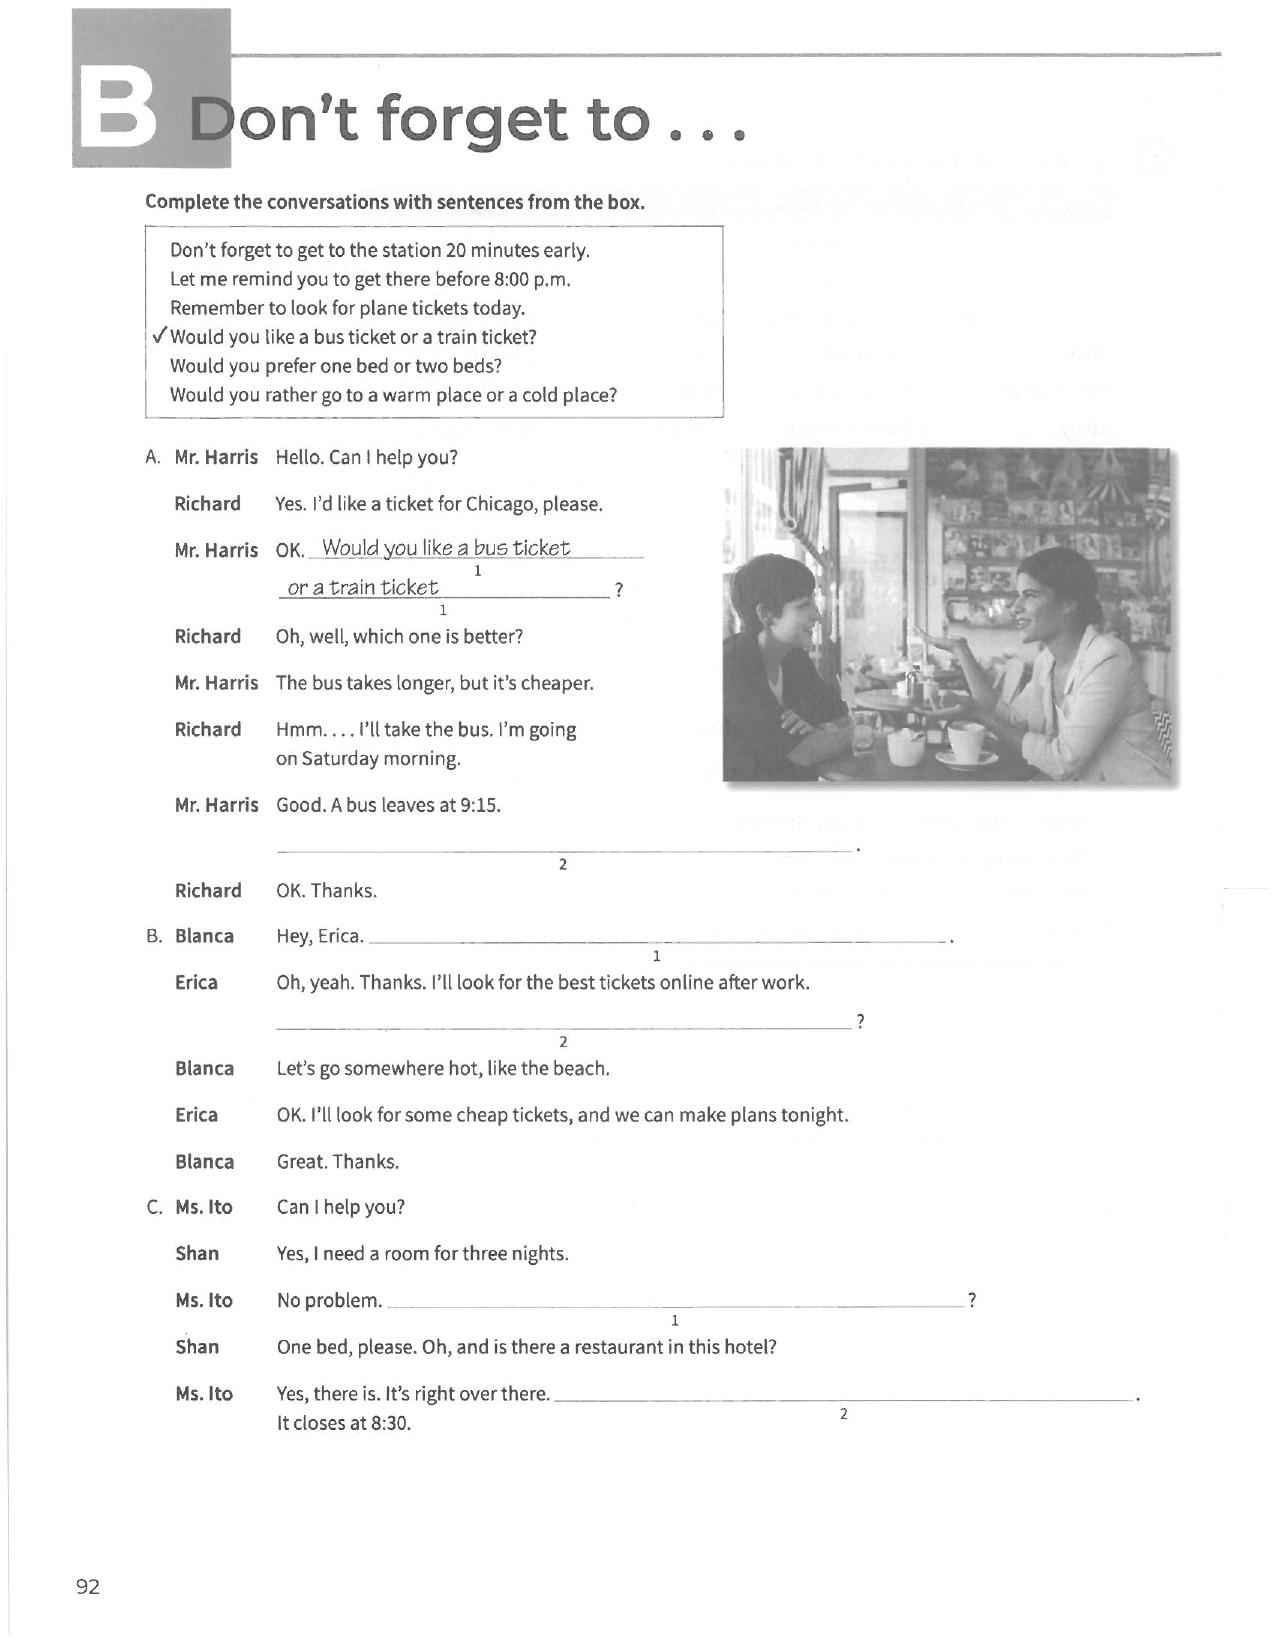 B Don't forget to . . .
Complete the conversations with sentences from the box.
Don't forget to get to the station 20 minutes early.
Let me remind you to get there before 8:00 p.m.
Remember to look for plane tickets today.
✓Would you like a bus ticket or a train ticket?
Would you prefer one bed or two beds?
Would you rather go to a warm place or a cold place?
A. Mr. Harris Hello. Can I help you?
Richard Yes. I'd like a ticket for Chicago, please.
Mr. Harris OK. Would you like a bus ticket
1
or a train ticket ?
1
Richard Oh, well, which one is better?
Mr. Harris The bus takes longer, but it's cheaper.
Richard Hmm. . . . I'll take the bus. I'm going
on Saturday morning.
Mr. Harris Good. A bus leaves at 9:15.
.
2
Richard OK. Thanks.
B. Blanca Hey, Erica. .
1
Erica Oh, yeah. Thanks. I'll look for the best tickets online after work.
?
2
Blanca Let's go somewhere hot, like the beach.
Erica OK. I'll look for some cheap tickets, and we can make plans tonight.
Blanca Great. Thanks.
C. Ms. Ito Can I help you?
Shan Yes, I need a room for three nights.
Ms. Ito No problem. ?
1
Shan One bed, please. Oh, and is there a restaurant in this hotel?
Ms. Ito Yes, there is. It's right over there. .
2
It closes at 8:30.
92